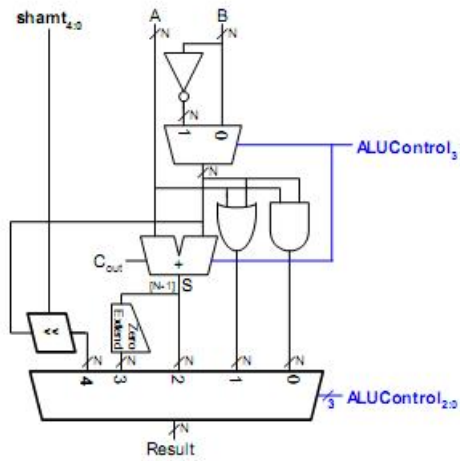 shamt4:0
A
B
N
N
N
1
0
ALUControl3
N
Cout
+
[N-1] S
<<
Zero
Extend
N
N
N
N
N
4
3
2
1
0
3
ALUControl2:0
N
Result